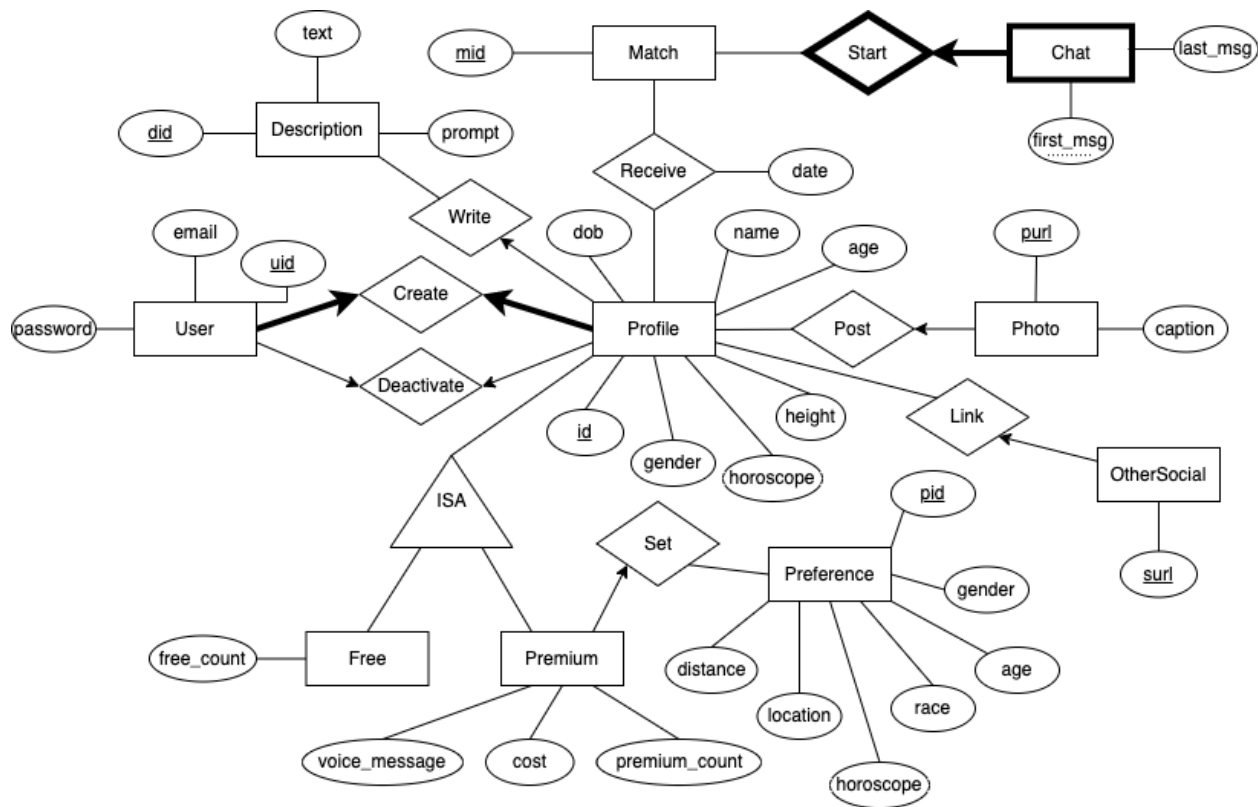 text
mid
Match
Start
Chat
last_msg
did
Description
prompt
first_msg
Receive
date
email
Write
dob
name
age
purl
uid
Create
password
User
Profile
Post
Photo
caption
Deactivate
height
Link
id
gender
horoscope
OtherSocial
ISA
pid
Set
Preference
gender
surl
free_count
Free
Premium
distance
age
location
race
voice_message
cost
premium_count
horoscope